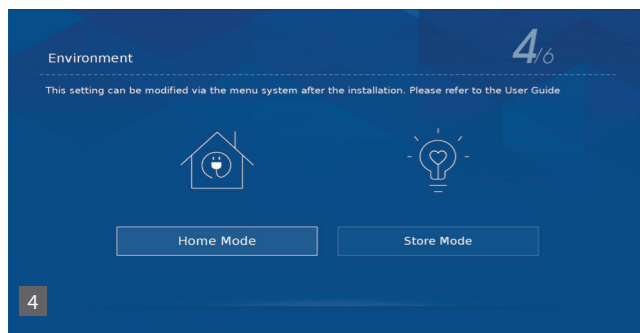 Environment
4/6
This setting can be modified via the menu system after the installation. Please refer to the User Guide
Home Mode
Store Mode
4